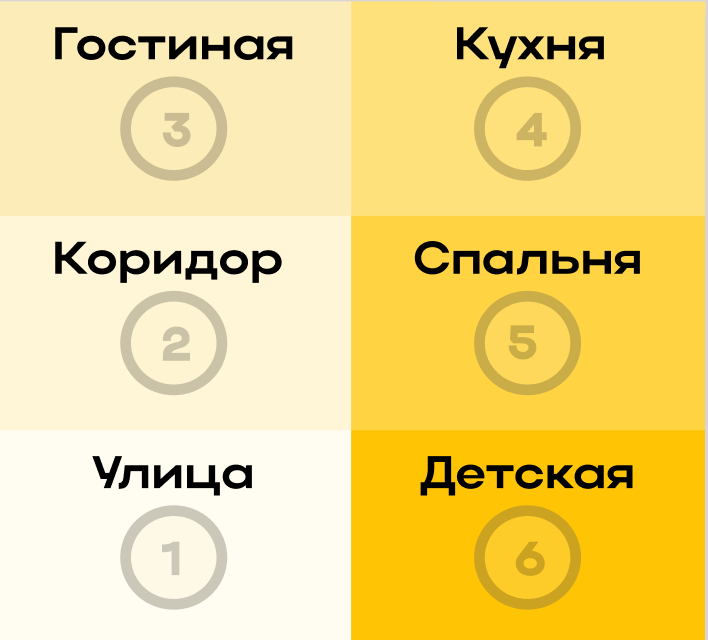 Гостиная
3
Кухня
4
Коридор
2
Спальня
5
Улица
1
Детская
6